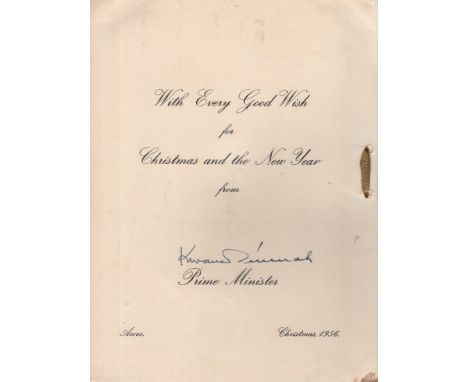 With Every Good Wish
for
Christmas and the New Year
from
Kwame Nkrumah
Prime Minister
Accra, Christmas, 1956.